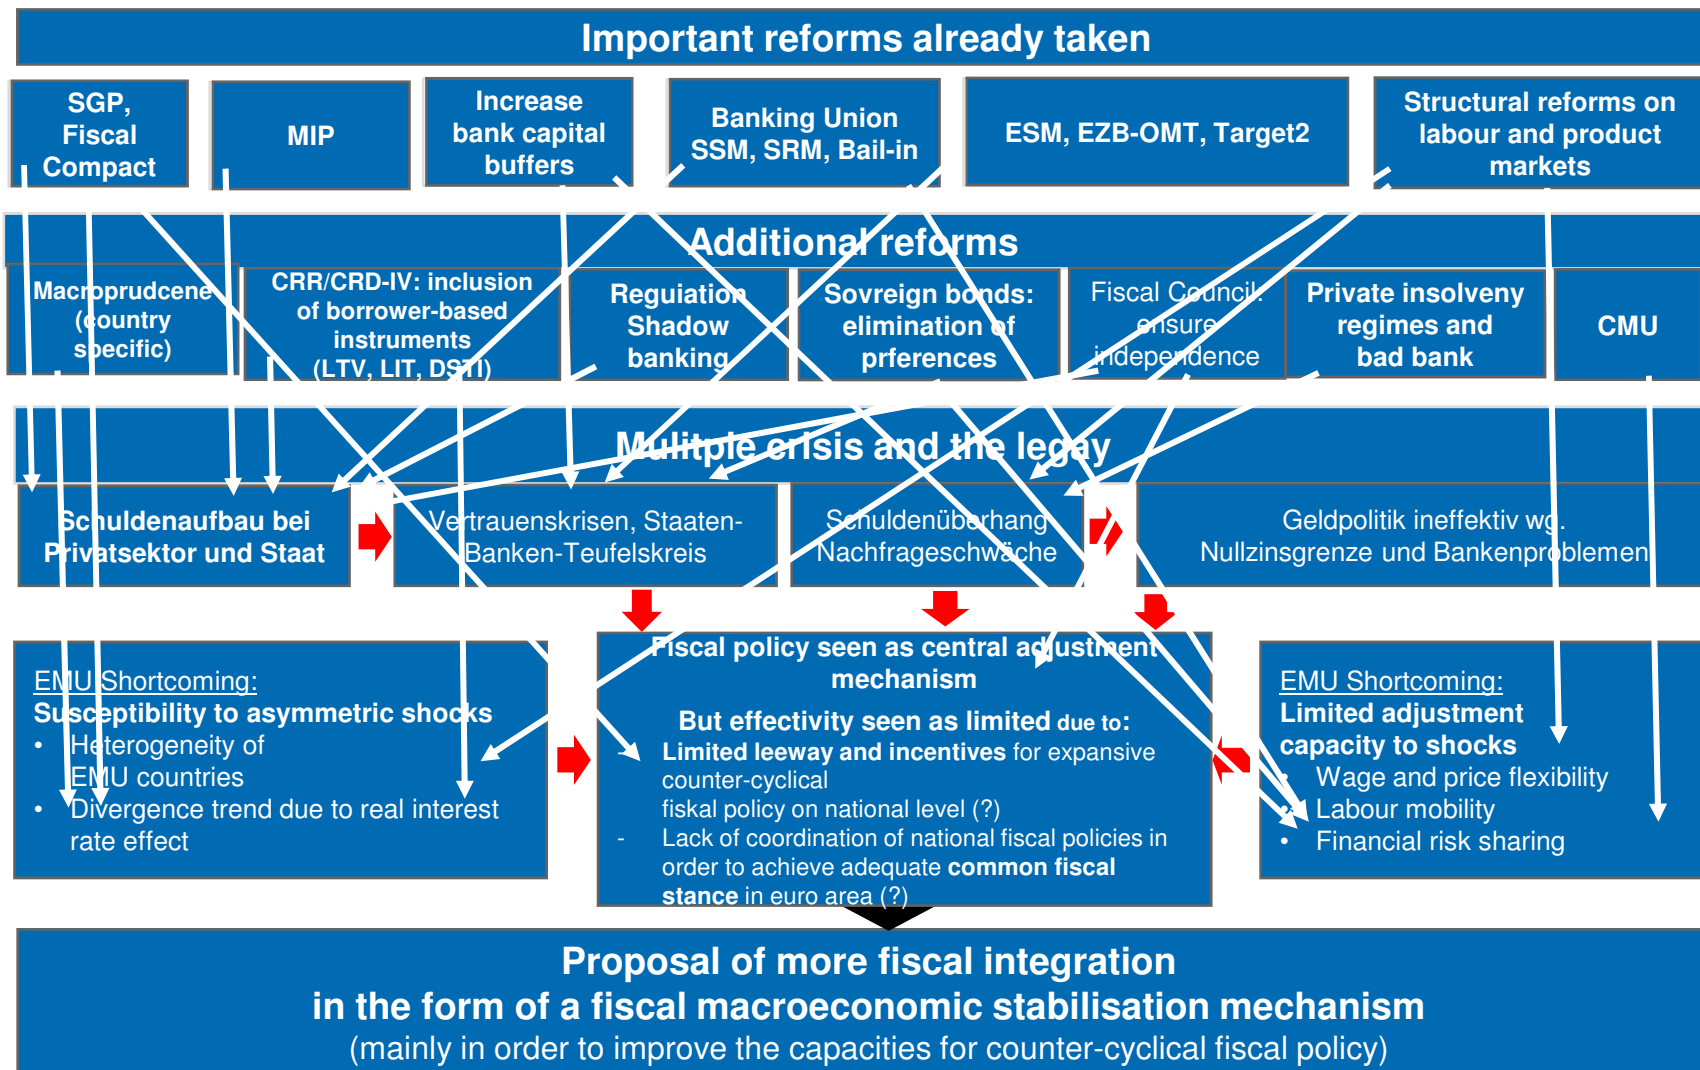 Important reforms already taken
SGP,
Fiscal
Compact
MIP
Increase
bank capital
buffers
Banking Union
SSM, SRM, Bail-in
ESM, EZB-OMT, Target2
Structural reforms on
labour and product
markets
Additional reforms
Macroprudcene
(country
specific)
CRR/CRD-IV: inclusion
of borrower-based
instruments
(LTV, LIT, DSTI)
Reguiation
Shadow
banking
Sovreign bonds:
elimination of
prferences
Fiscal Council:
ensure
independence
Private insolveny
regimes and
bad bank
CMU
Mulitple crisis and the legay
Schuldenaufbau bei
Privatsektor und Staat
Vertrauenskrisen, Staaten-
Banken-Teufelskreis
Schuldenüberhang
Nachfrageschwäche
Geldpolitik ineffektiv wg.
Nullzinsgrenze und Bankenproblemen
EMU Shortcoming:
Susceptibility to asymmetric shocks
• Heterogeneity of
EMU countries
• Divergence trend due to real interest
rate effect
Fiscal policy seen as central adjustment
mechanism
But effectivity seen as limited due to:
Limited leeway and incentives for expansive
counter-cyclical
fiskal policy on national level (?)
- Lack of coordination of national fiscal policies in
order to achieve adequate common fiscal
stance in euro area (?)
EMU Shortcoming:
Limited adjustment
capacity to shocks
• Wage and price flexibility
• Labour mobility
• Financial risk sharing
Proposal of more fiscal integration
in the form of a fiscal macroeconomic stabilisation mechanism
(mainly in order to improve the capacities for counter-cyclical fiscal policy)